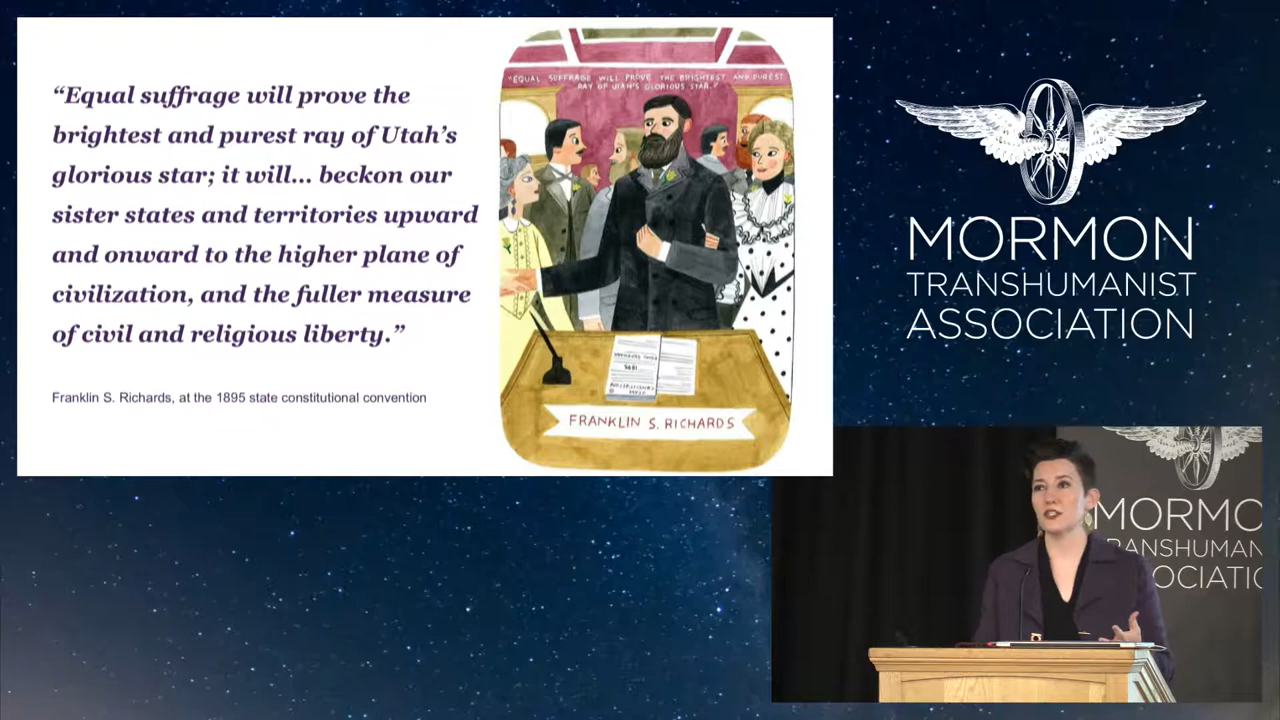 “Equal suffrage will prove the
brightest and purest ray of Utah’s
glorious star; it will... beckon our
sister states and territories upward
and onward to the higher plane of
civilization, and the fuller measure
of civil and religious liberty.”
Franklin S. Richards, at the 1895 state constitutional convention
"EQUAL SUFFRAGE WILL PROVE THE BRIGHTEST AND PUREST
RAY OF UTAH'S GLORIOUS STAR."
FRANKLIN S. RICHARDS
MORMON
TRANSHUMANIST
ASSOCIATION
MORMO
RANSHUMAN
OCIATIO